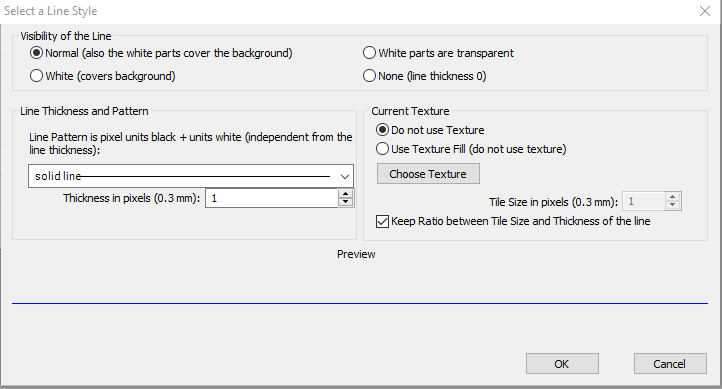 Select a Line Style
Visibility of the Line
Normal (also the white parts cover the background)
White parts are transparent
White (covers background)
None (line thickness 0)
Line Thickness and Pattern
Line Pattern is pixel units black + units white (independent from the
line thickness):
solid line
Thickness in pixels (0.3 mm): 1
Current Texture
Do not use Texture
Use Texture Fill (do not use texture)
Choose Texture
Tile Size in pixels (0.3 mm): 1
Keep Ratio between Tile Size and Thickness of the line
Preview
OK
Cancel